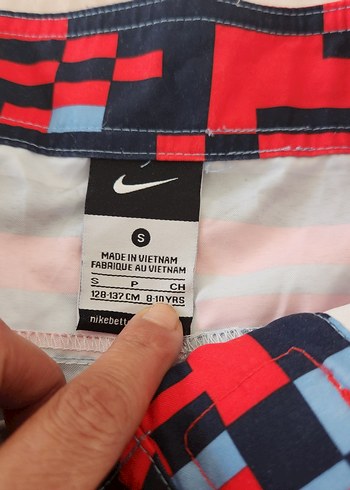 S
MADE IN VIETNAM
FABRIQUE AU VIETNAM
S P CH
128-137 CM 8-10 YRS